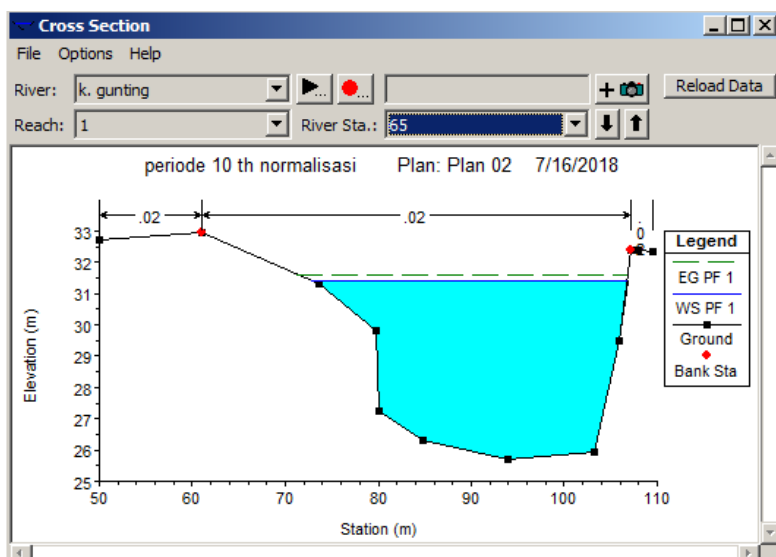 Cross Section
File Options Help
River: k. gunting + Reload Data
Reach: 1 River Sta.: 65
periode 10 th normalisasi Plan: Plan 02 7/16/2018
.02 .02
33
32
31
30
29
28
27
26
25
Elevation (m)
50 60 70 80 90 100 110
Station (m)
Legend
EG PF 1
WS PF 1
Ground
Bank Sta